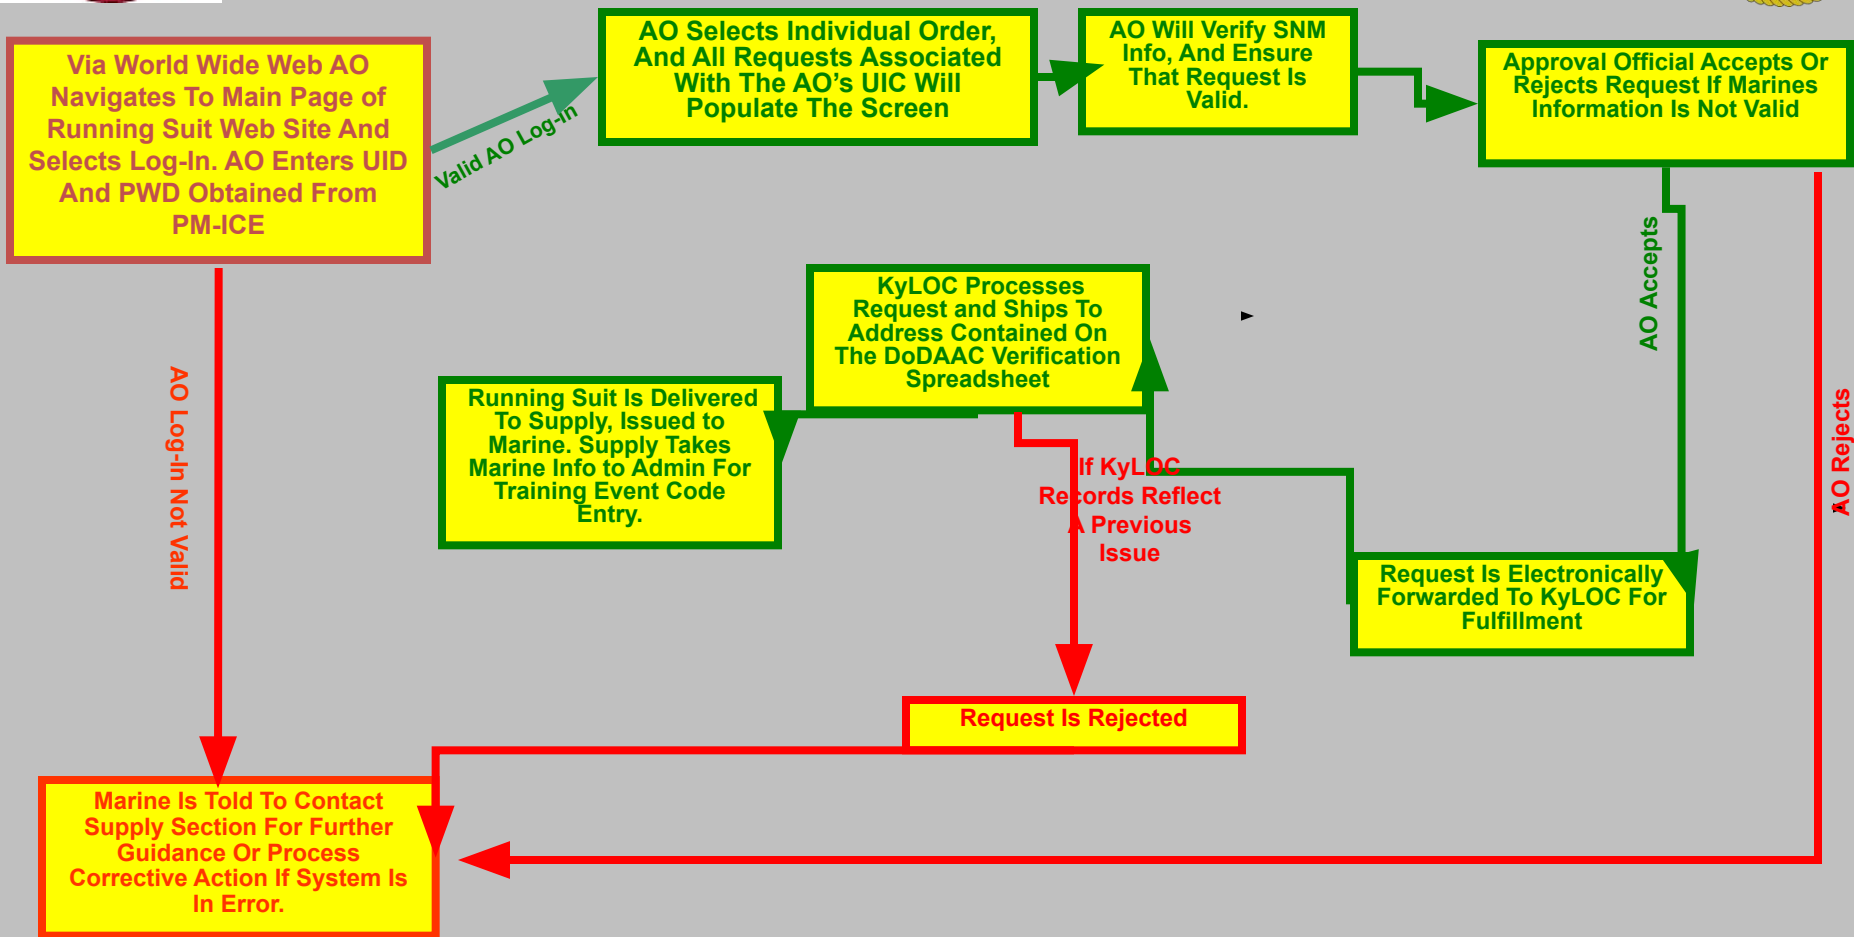 Via World Wide Web AO
Navigates To Main Page of
Running Suit Web Site And
Selects Log-In. AO Enters UID
And PWD Obtained From
PM-ICE
Valid AO Log-in
AO Selects Individual Order,
And All Requests Associated
With The AO’s UIC Will
Populate The Screen
AO Will Verify SNM
Info, And Ensure
That Request Is
Valid.
Approval Official Accepts Or
Rejects Request If Marines
Information Is Not Valid
AO Accepts
AO Rejects
KyLOC Processes
Request and Ships To
Address Contained On
The DoDAAC Verification
Spreadsheet
Running Suit Is Delivered
To Supply, Issued to
Marine. Supply Takes
Marine Info to Admin For
Training Event Code
Entry.
If KyLOC
Records Reflect
A Previous
Issue
Request Is Electronically
Forwarded To KyLOC For
Fulfillment
AO Log-In Not Valid
Request Is Rejected
Marine Is Told To Contact
Supply Section For Further
Guidance Or Process
Corrective Action If System Is
In Error.